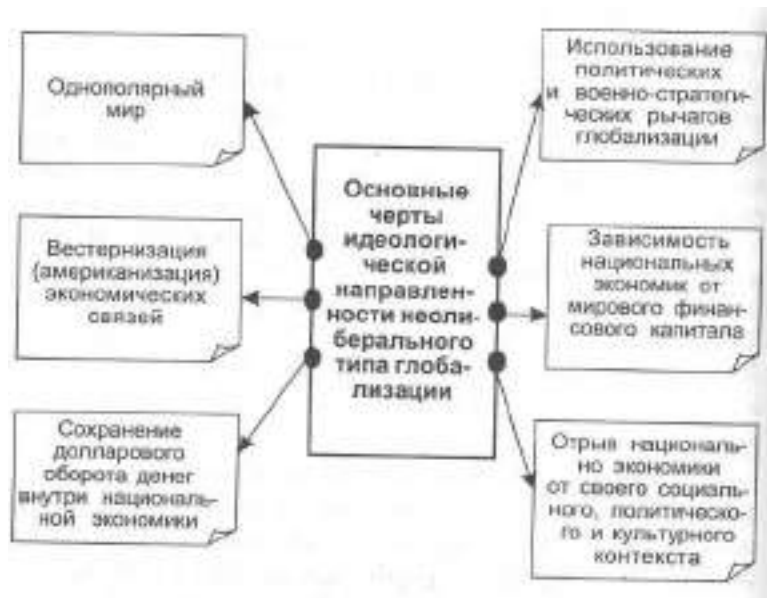 Однополярный
мир
Вестернизация
(американизация)
экономических
связей
Сохранение
долларового
оборота денег
внутри националь-
ной экономики
Основные
черты
идеологи-
ческой
направлен-
ности неоли-
берального
типа глоба-
лизации
Использование
политических
и военно-стратеги-
ческих рычагов
глобализации
Зависимость
национальных
экономик от
мирового финан-
сового капитала
Отрыв националь-
но экономики
от своего социаль-
ного, политическо-
го и культурного
контекста